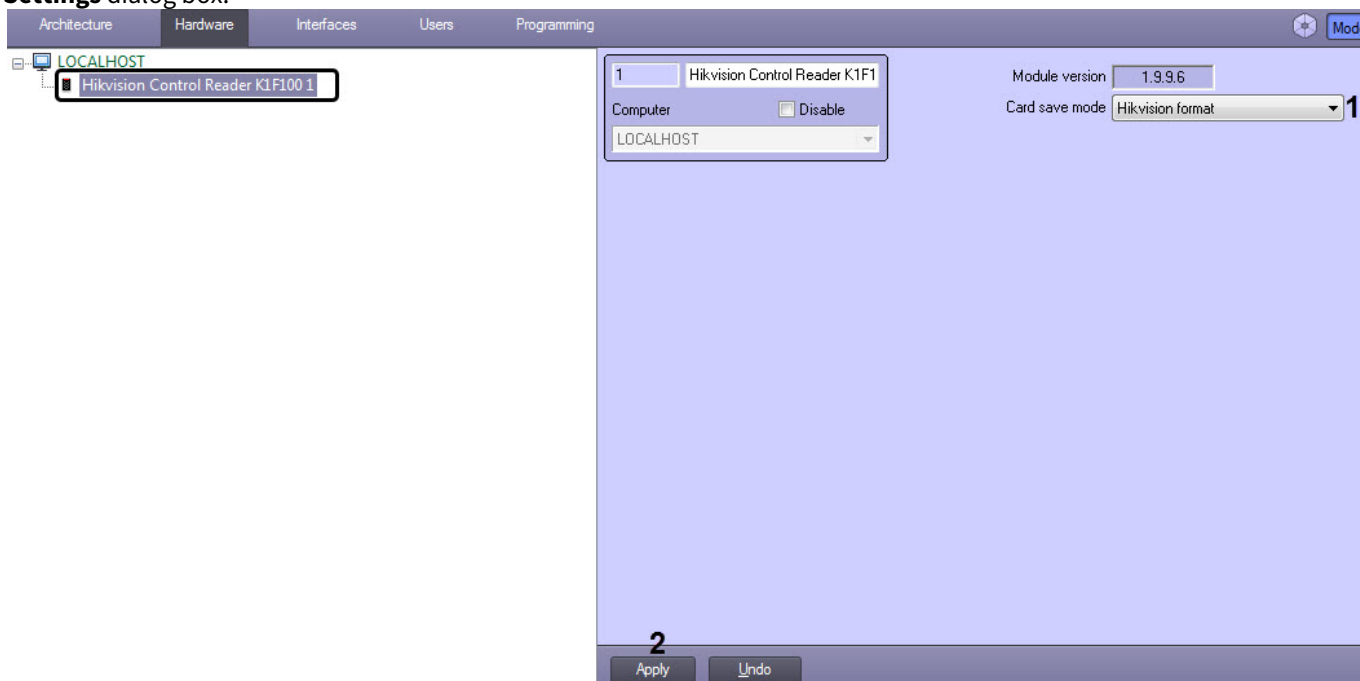 Settings dialog box.
Architecture Hardware Interfaces Users Programming
LOCALHOST
Hikvision Control Reader K1F100 1
1 Hikvision Control Reader K1F1
Computer Disable
LOCALHOST
Module version 1.9.9.6
Card save mode Hikvision format 1
2
Apply Undo